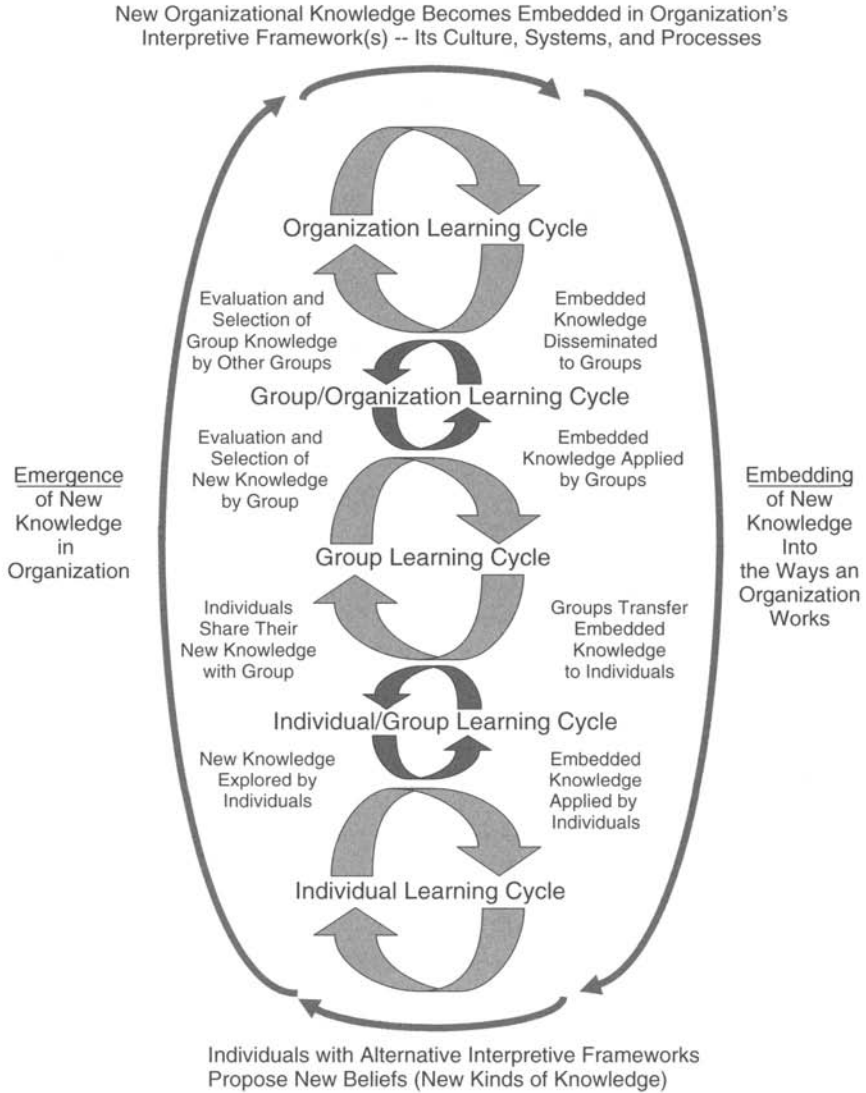 New Organizational Knowledge Becomes Embedded in Organization's
Interpretive Framework(s) -- Its Culture, Systems, and Processes
Organization Learning Cycle
Evaluation and
Selection of
Group Knowledge
by Other Groups
Embedded
Knowledge
Disseminated
to Groups
Group/Organization Learning Cycle
Evaluation and
Selection of
New Knowledge
by Group
Embedded
Knowledge Applied
by Groups
Emergence
of New
Knowledge
in
Organization
Embedding
of New
Knowledge
Into
the Ways an
Organization
Works
Group Learning Cycle
Individuals
Share Their
New Knowledge
with Group
Groups Transfer
Embedded
Knowledge
to Individuals
Individual/Group Learning Cycle
New Knowledge
Explored by
Individuals
Embedded
Knowledge
Applied by
Individuals
Individual Learning Cycle
Individuals with Alternative Interpretive Frameworks
Propose New Beliefs (New Kinds of Knowledge)